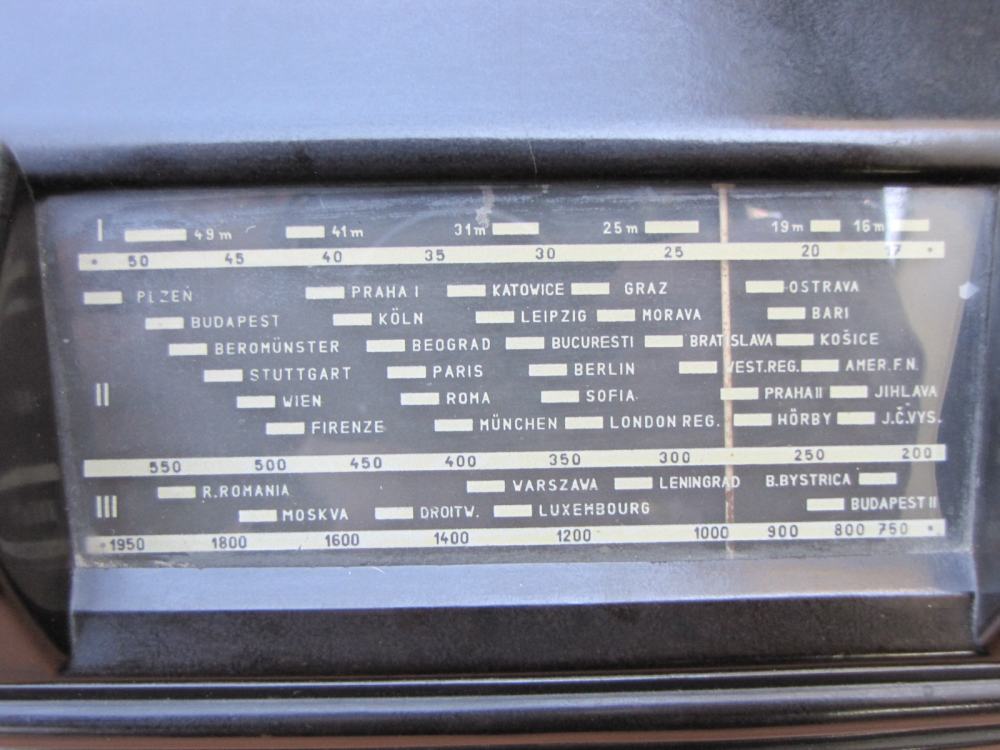 I 49m 41m 31m 25m 19m 16m
50 45 40 35 30 25 20 17
PLZEŇ PRAHA I KATOWICE GRAZ OSTRAVA
BUDAPEST KÖLN LEIPZIG MORAVA BARI
BEROMÜNSTER BEOGRAD BUCURESTI BRATISLAVA KOŠICE
STUTTGART PARIS BERLIN VEST.REG. AMER.F.N.
II WIEN ROMA SOFIA PRAHA II JIHLAVA
FIRENZE MÜNCHEN LONDON REG. HÖRBY J.Č.VYS.
550 500 450 400 350 300 250 200
R.ROMANIA WARSZAWA LENINGRAD B.BYSTRICA
III MOSKVA DROITW. LUXEMBOURG BUDAPEST II
1950 1800 1600 1400 1200 1000 900 800 750